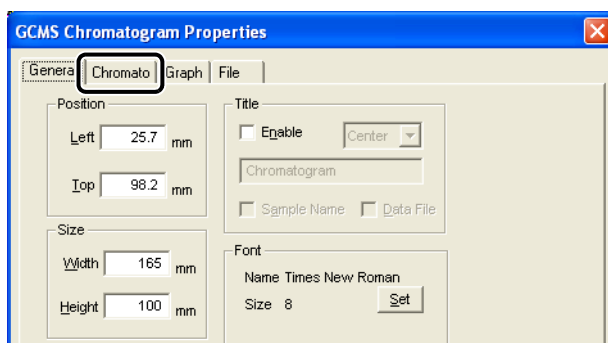 GCMS Chromatogram Properties
General Chromato Graph File
Position
Left 25.7 mm
Top 98.2 mm
Size
Width 165 mm
Height 100 mm
Title
Enable Center
Chromatogram
Sample Name Data File
Font
Name Times New Roman
Size 8 Set